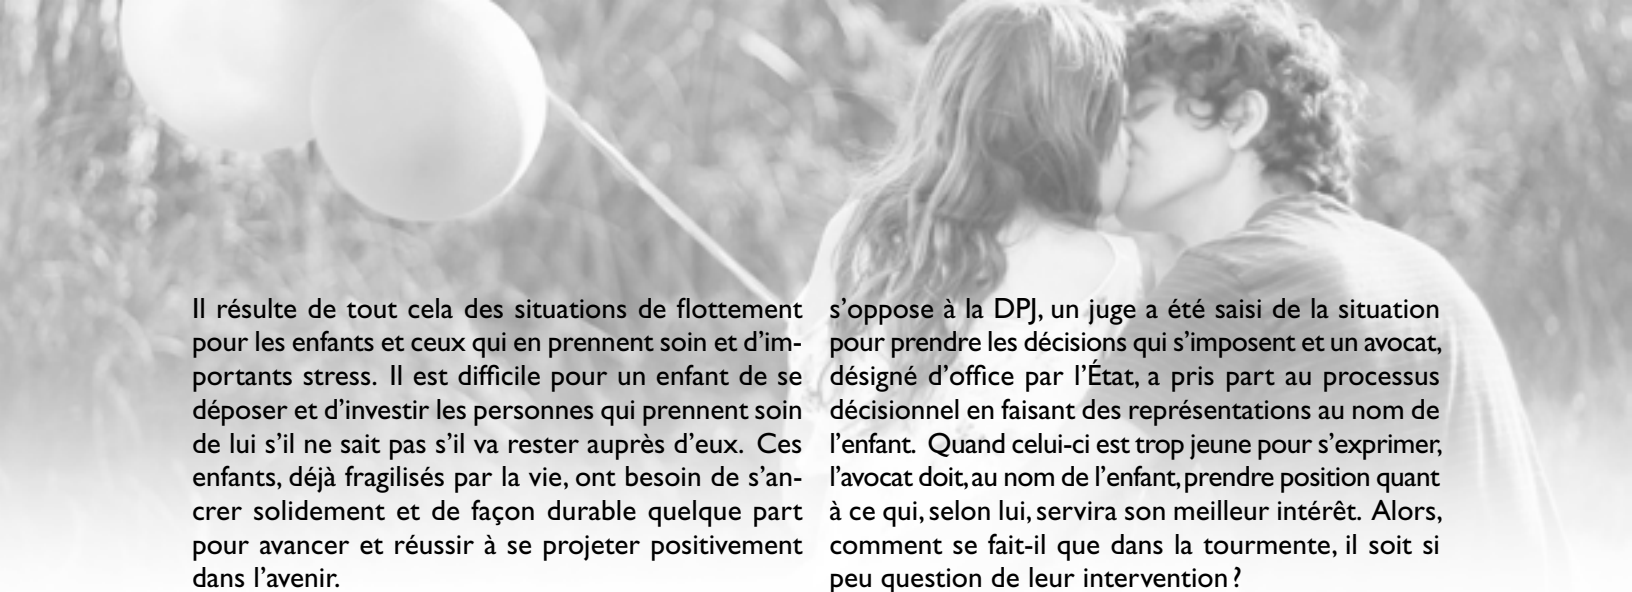 Il résulte de tout cela des situations de flottement
pour les enfants et ceux qui en prennent soin et d’im-
portants stress. Il est difficile pour un enfant de se
déposer et d’investir les personnes qui prennent soin
de lui s’il ne sait pas s’il va rester auprès d’eux. Ces
enfants, déjà fragilisés par la vie, ont besoin de s’an-
crer solidement et de façon durable quelque part
pour avancer et réussir à se projeter positivement
dans l’avenir.
s’oppose à la DPJ, un juge a été saisi de la situation
pour prendre les décisions qui s’imposent et un avocat,
désigné d’office par l’État, a pris part au processus
décisionnel en faisant des représentations au nom de
l’enfant. Quand celui-ci est trop jeune pour s’exprimer,
l’avocat doit, au nom de l’enfant, prendre position quant
à ce qui, selon lui, servira son meilleur intérêt. Alors,
comment se fait-il que dans la tourmente, il soit si
peu question de leur intervention ?